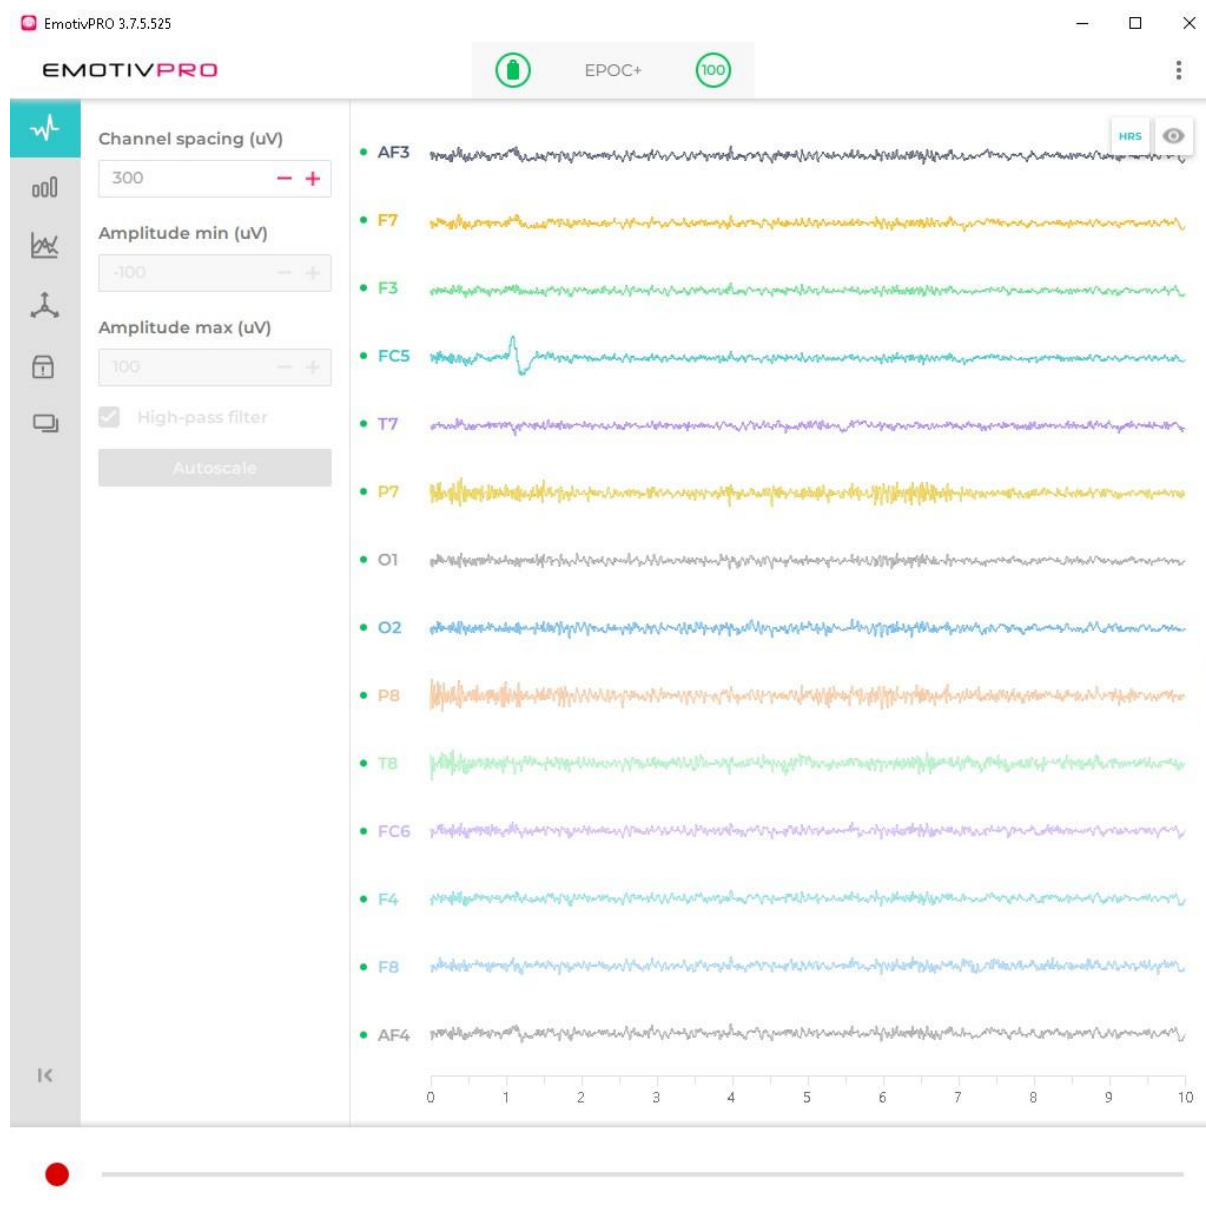 EmotivPRO 3.7.5.525
EMOTIVPRO
EPOC+
100
Channel spacing (uV)
300
Amplitude min (uV)
-100
Amplitude max (uV)
100
High-pass filter
Autoscale
HRS
AF3
F7
F3
FC5
T7
P7
O1
O2
P8
T8
FC6
F4
F8
AF4
0 1 2 3 4 5 6 7 8 9 10